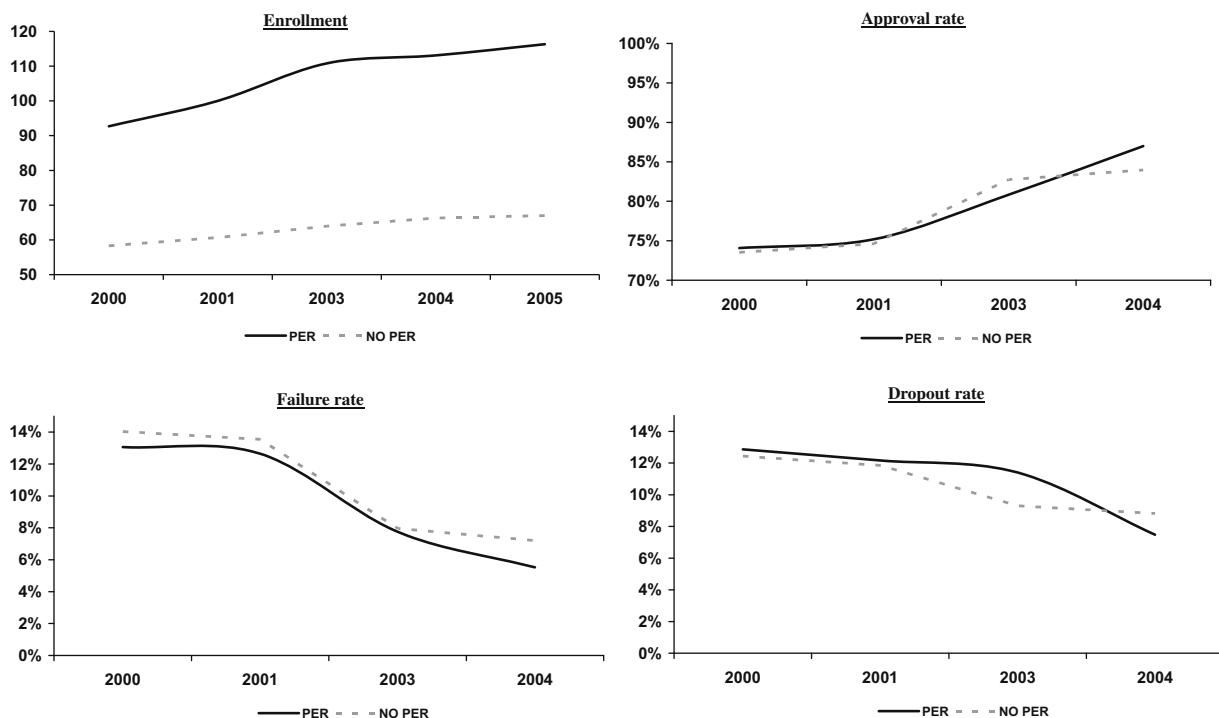 Enrollment
120
110
100
90
80
70
60
50
2000 2001 2003 2004 2005
PER NO PER
Approval rate
100%
95%
90%
85%
80%
75%
70%
2000 2001 2003 2004
PER NO PER
Failure rate
14%
12%
10%
8%
6%
4%
2%
0%
2000 2001 2003 2004
PER NO PER
Dropout rate
14%
12%
10%
8%
6%
4%
2%
0%
2000 2001 2003 2004
PER NO PER